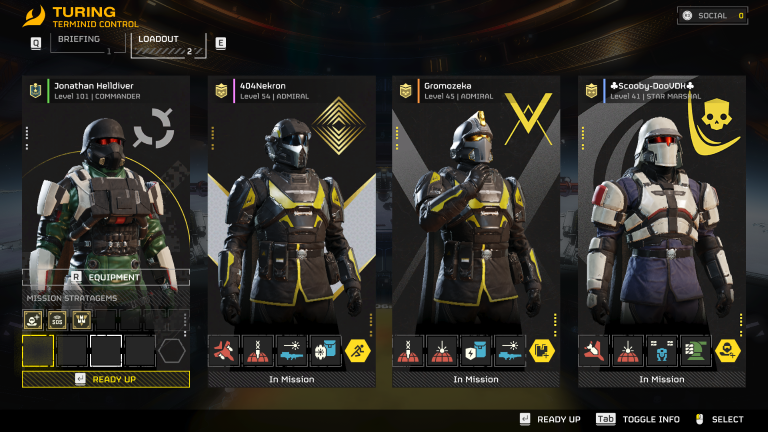 TURING
TERMINID CONTROL
SOCIAL 0
Q
BRIEFING
1
LOADOUT
2
E
Jonathan Helldiver
Level 101 | COMMANDER
404Nekron
Level 54 | ADMIRAL
Gromozeka
Level 45 | ADMIRAL
♣Scooby-DooVDK♣
Level 41 | STAR MARSHAL
R EQUIPMENT
MISSION STRATAGEMS
SOS
READY UP
In Mission
In Mission
In Mission
READY UP
Tab TOGGLE INFO
SELECT